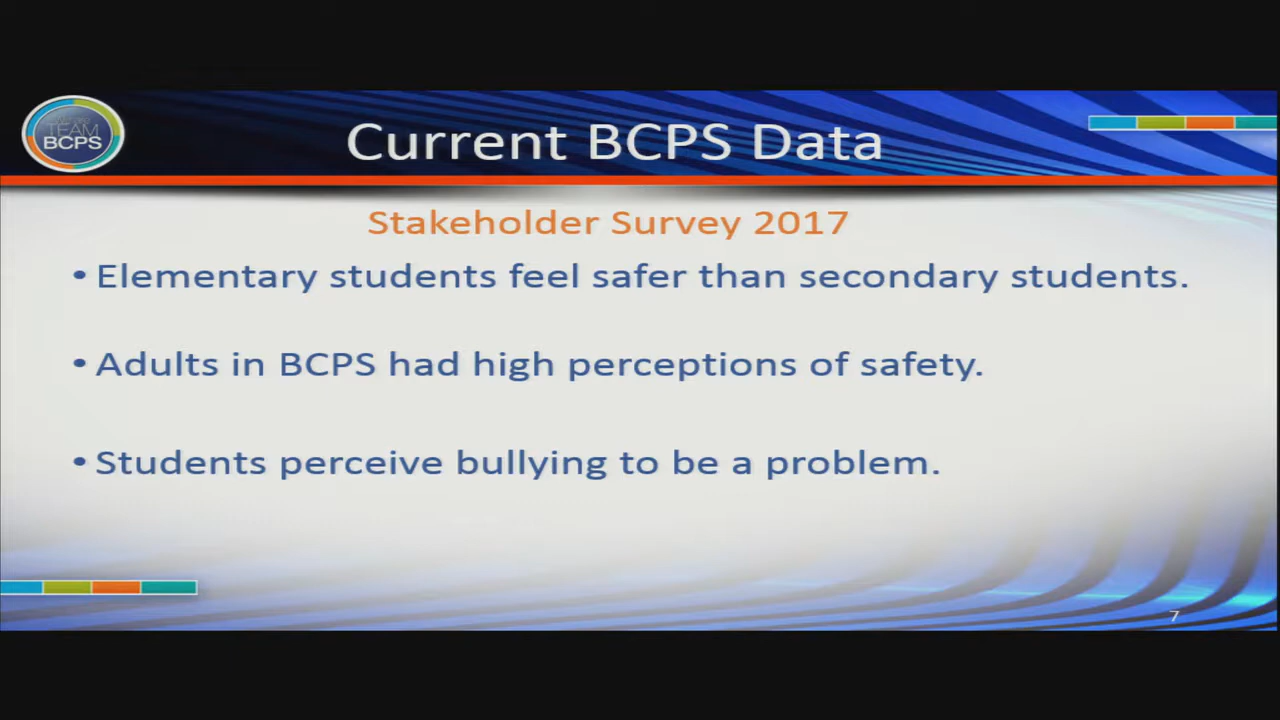 TEAM
BCPS
Current BCPS Data
Stakeholder Survey 2017
• Elementary students feel safer than secondary students.
• Adults in BCPS had high perceptions of safety.
• Students perceive bullying to be a problem.
7